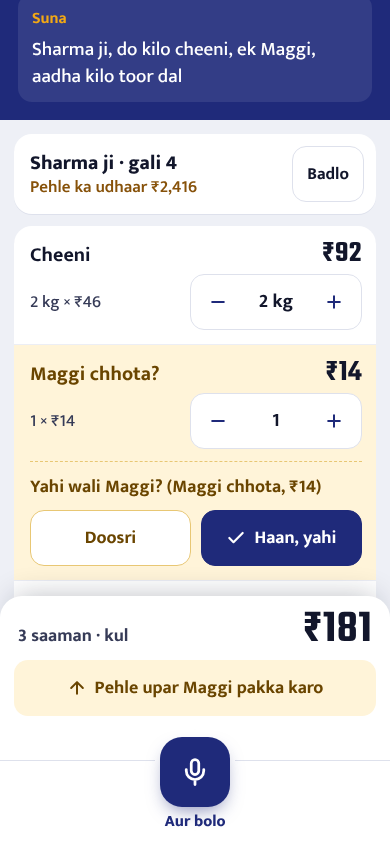 Suna
Sharma ji, do kilo cheeni, ek Maggi,
aadha kilo toor dal
Sharma ji · gali 4
Pehle ka udhaar ₹2,416
Badlo
Cheeni
₹92
2 kg × ₹46
− 2 kg +
Maggi chhota?
₹14
1 × ₹14
− 1 +
Yahi wali Maggi? (Maggi chhota, ₹14)
Doosri
Haan, yahi
3 saaman · kul
₹181
Pehle upar Maggi pakka karo
Aur bolo